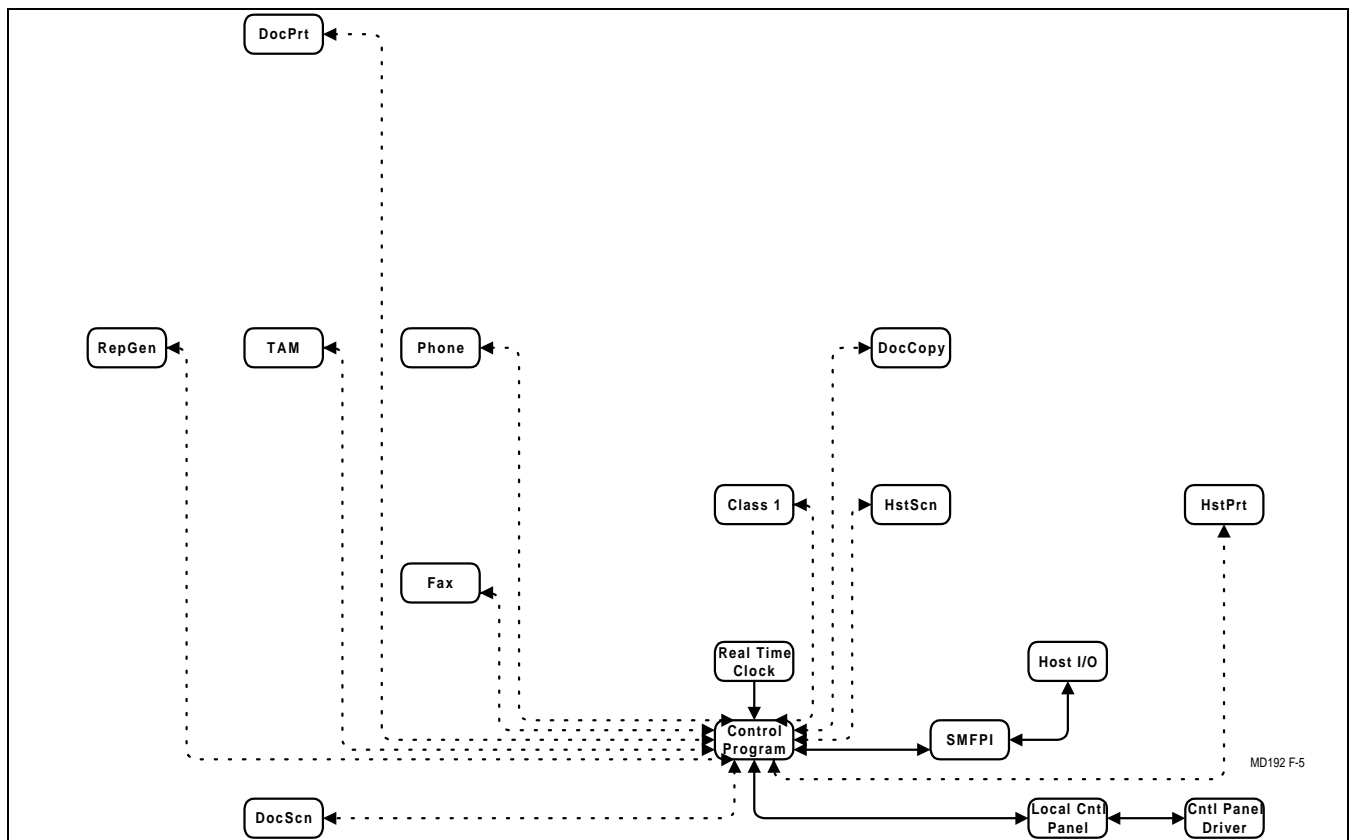 DocPrt
RepGen
TAM
Phone
DocCopy
Class 1
HstScn
HstPrt
Fax
Real Time
Clock
Host I/O
Control
Program
SMFPI
MD192 F-5
DocScn
Local Cntl
Panel
Cntl Panel
Driver